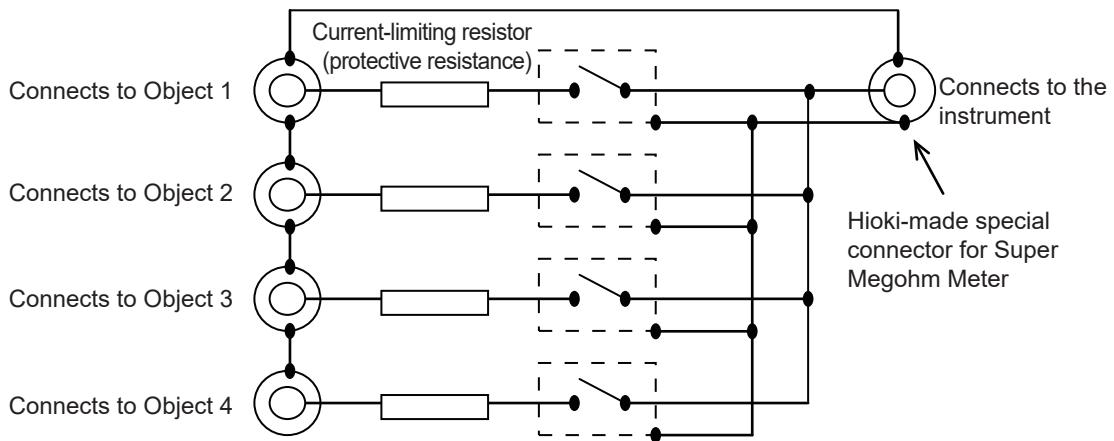 Current-limiting resistor
(protective resistance)
Connects to Object 1
Connects to the
instrument
Connects to Object 2
Hioki-made special
connector for Super
Megohm Meter
Connects to Object 3
Connects to Object 4